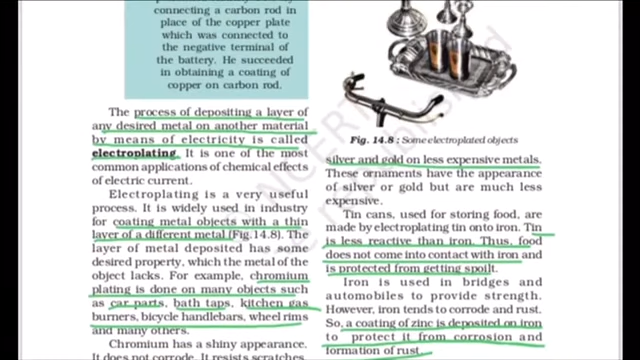 connecting a carbon rod in
place of the copper plate
which was connected to
the negative terminal of
the battery. He succeeded
in obtaining a coating of
copper on carbon rod.
The process of depositing a layer of
any desired metal on another material
by means of electricity is called
electroplating. It is one of the most
common applications of chemical effects
of electric current.
Electroplating is a very useful
process. It is widely used in industry
for coating metal objects with a thin
layer of a different metal (Fig.14.8). The
layer of metal deposited has some
desired property, which the metal of the
object lacks. For example, chromium
plating is done on many objects such
as car parts, bath taps, kitchen gas
burners, bicycle handlebars, wheel rims
and many others.
Chromium has a shiny appearance.
It does not corrode. It resists scratches.
Fig. 14.8 : Some electroplated objects
silver and gold on less expensive metals.
These ornaments have the appearance
of silver or gold but are much less
expensive.
Tin cans, used for storing food, are
made by electroplating tin onto iron. Tin
is less reactive than iron. Thus, food
does not come into contact with iron and
is protected from getting spoilt.
Iron is used in bridges and
automobiles to provide strength.
However, iron tends to corrode and rust.
So, a coating of zinc is deposited on iron
to protect it from corrosion and
formation of rust.